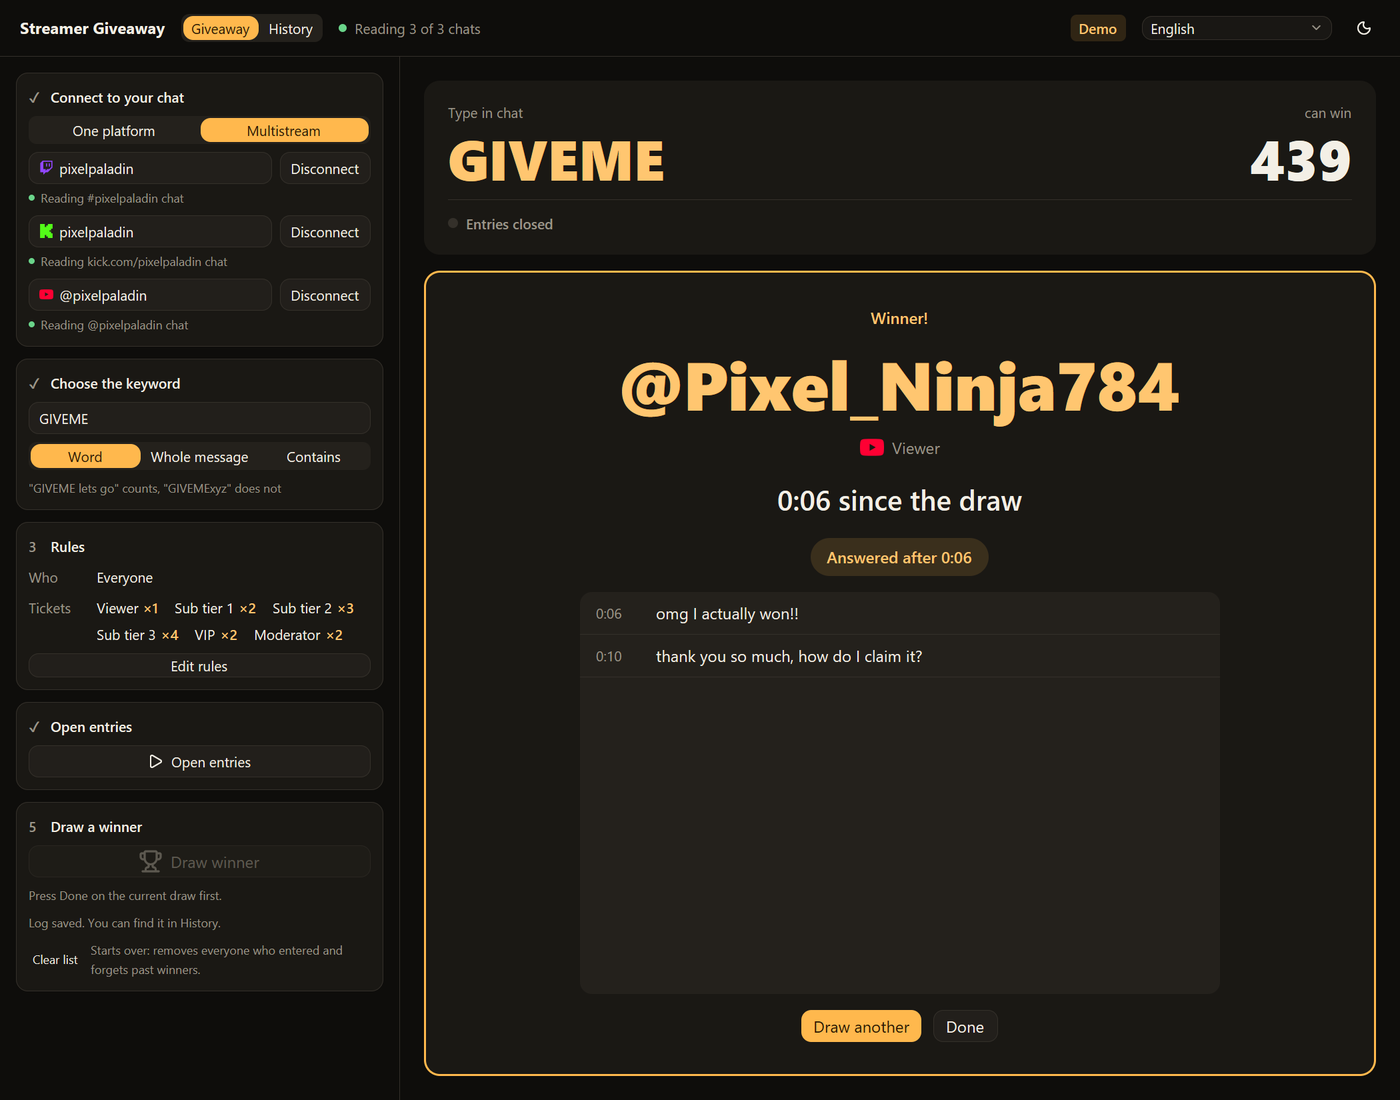 Streamer Giveaway
Giveaway
History
Reading 3 of 3 chats
Demo
English
✓ Connect to your chat
One platform
Multistream
pixelpaladin
Disconnect
Reading #pixelpaladin chat
pixelpaladin
Disconnect
Reading kick.com/pixelpaladin chat
@pixelpaladin
Disconnect
Reading @pixelpaladin chat
✓ Choose the keyword
GIVEME
Word
Whole message
Contains
"GIVEME lets go" counts, "GIVEMExyz" does not
3 Rules
Who Everyone
Tickets Viewer ×1 Sub tier 1 ×2 Sub tier 2 ×3
Sub tier 3 ×4 VIP ×2 Moderator ×2
Edit rules
✓ Open entries
Open entries
5 Draw a winner
Draw winner
Press Done on the current draw first.
Log saved. You can find it in History.
Clear list
Starts over: removes everyone who entered and
forgets past winners.
Type in chat
can win
GIVEME
439
Entries closed
Winner!
@Pixel_Ninja784
Viewer
0:06 since the draw
Answered after 0:06
0:06 omg I actually won!!
0:10 thank you so much, how do I claim it?
Draw another
Done